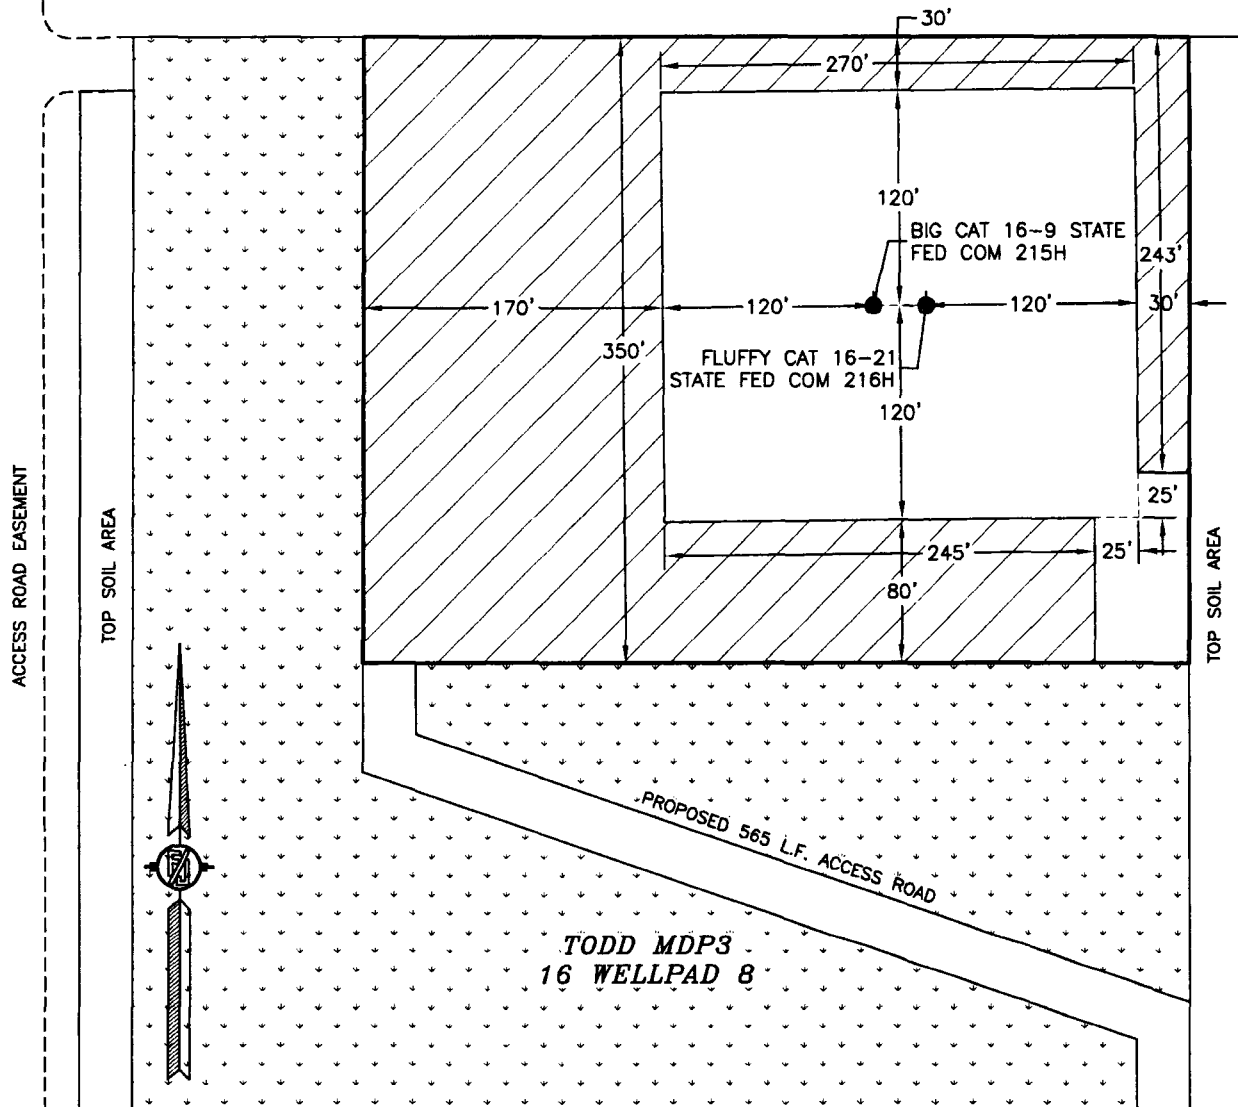 30'
270'
120'
BIG CAT 16-9 STATE
FED COM 215H
243'
170'
120'
120'
30'
350'
FLUFFY CAT 16-21
STATE FED COM 216H
120'
25'
245'
25'
80'
ACCESS ROAD EASEMENT
TOP SOIL AREA
TOP SOIL AREA
PROPOSED 565 L.F. ACCESS ROAD
TODD MDP3
16 WELLPAD 8